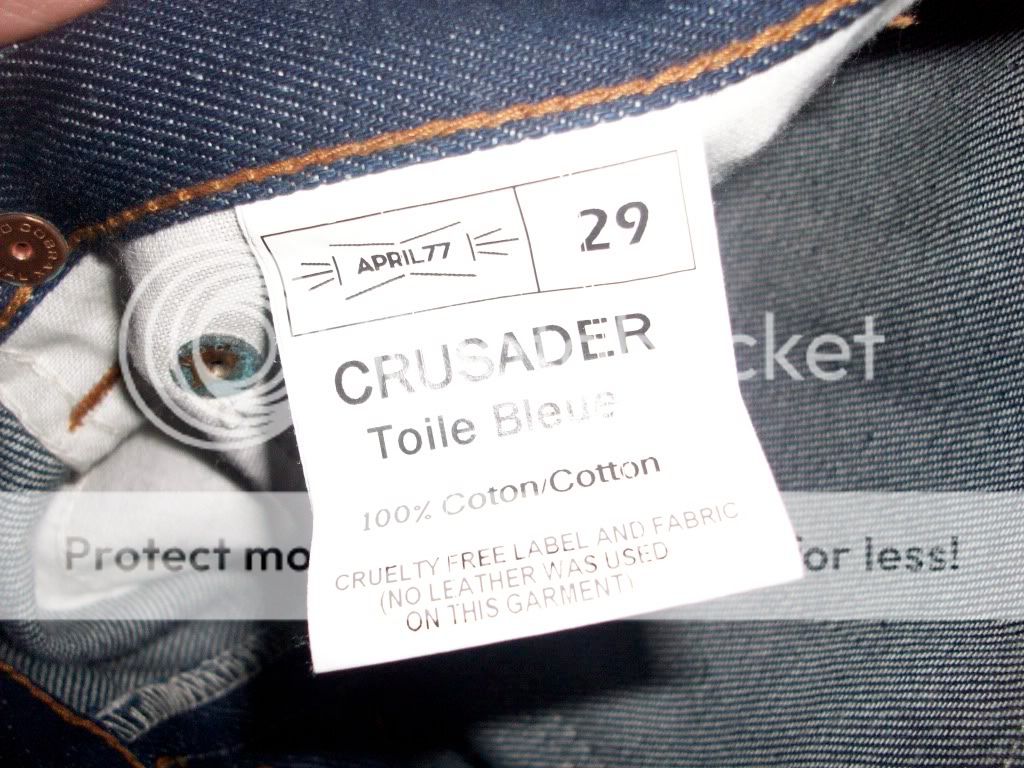 APRIL77
29
CRUSADER
Toile Bleue
100% Coton/Cotton
CRUELTY FREE LABEL AND FABRIC
(NO LEATHER WAS USED
ON THIS GARMENT)
cket
Protect mo
for less!